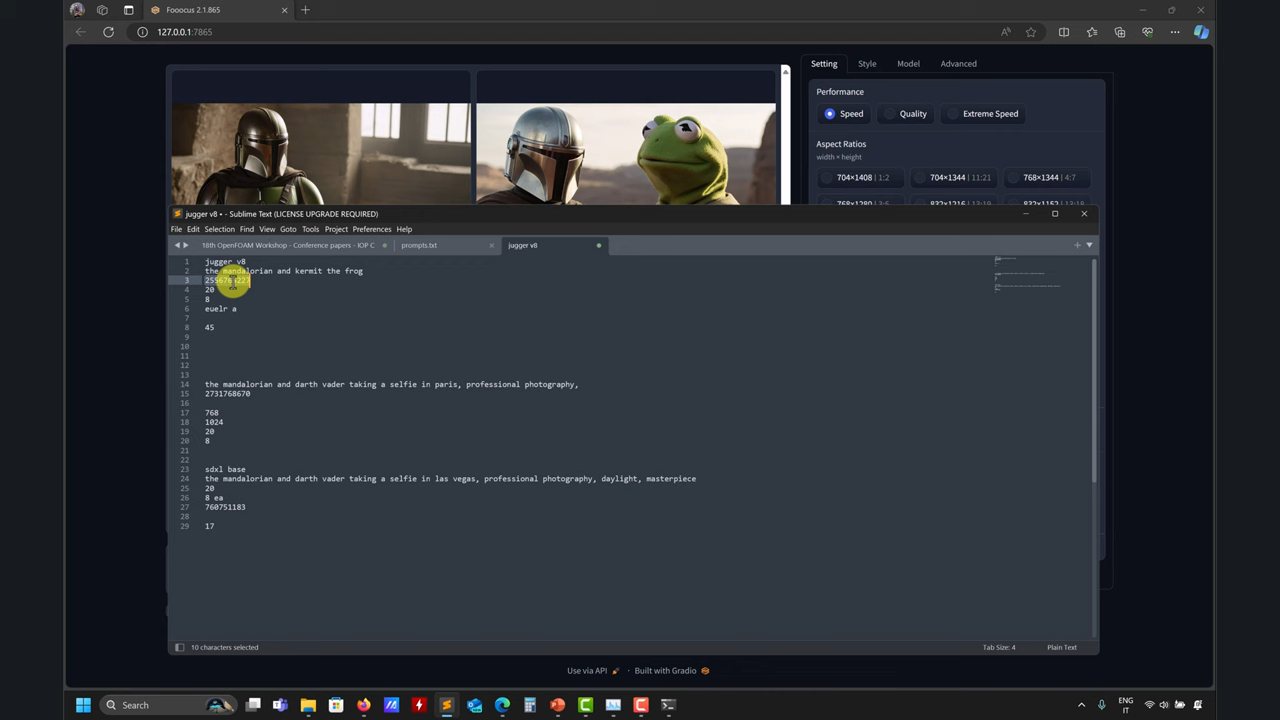 Fooocus 2.1.865
127.0.0.1:7865
Setting
Style
Model
Advanced
Performance
Speed
Quality
Extreme Speed
Aspect Ratios
width × height
704×1408 | 1:2
704×1344 | 11:21
768×1344 | 4:7
jugger v8 • - Sublime Text (LICENSE UPGRADE REQUIRED)
File Edit Selection Find View Goto Tools Project Preferences Help
18th OpenFOAM Workshop - Conference papers - IOP C
prompts.txt
jugger v8
1 jugger v8
2 the mandalorian and kermit the frog
3
4 20
5 8
6 euelr a
7
8 45
9
10
11
12
13
14 the mandalorian and darth vader taking a selfie in paris, professional photography,
15 2731768670
16
17 768
18 1024
19 20
20 8
21
22
23 sdxl base
24 the mandalorian and darth vader taking a selfie in las vegas, professional photography, daylight, masterpiece
25 20
26 8 ea
27 760751183
28
29 17
10 characters selected
Tab Size: 4
Plain Text
Use via API · Built with Gradio
Search
ENG
IT